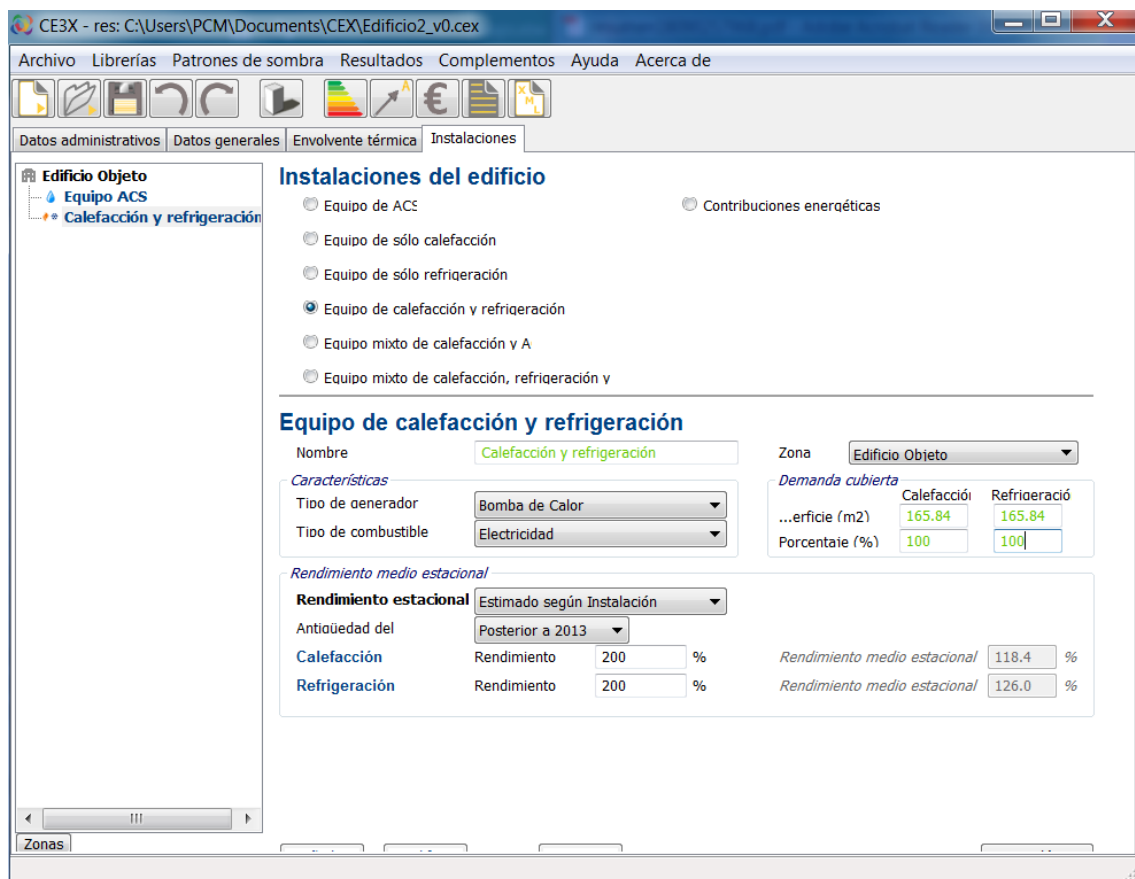 CE3X - res: C:\Users\PCM\Documents\CEX\Edificio2_v0.cex
Archivo Librerías Patrones de sombra Resultados Complementos Ayuda Acerca de
Datos administrativos Datos generales Envolvente térmica Instalaciones
Edificio Objeto
Equipo ACS
Calefacción y refrigeración
Instalaciones del edificio
Equipo de ACS Contribuciones energéticas
Equipo de sólo calefacción
Equipo de sólo refrigeración
Equipo de calefacción y refrigeración
Equipo mixto de calefacción y A
Equipo mixto de calefacción, refrigeración y
Equipo de calefacción y refrigeración
Nombre Calefacción y refrigeración Zona Edificio Objeto
Características Demanda cubierta
Calefacción Refrigeració
Tipo de generador Bomba de Calor ...erficie (m2) 165.84 165.84
Tipo de combustible Electricidad Porcentaje (%) 100 100
Rendimiento medio estacional
Rendimiento estacional Estimado según Instalación
Antigüedad del Posterior a 2013
Calefacción Rendimiento 200 % Rendimiento medio estacional 118.4 %
Refrigeración Rendimiento 200 % Rendimiento medio estacional 126.0 %
Zonas